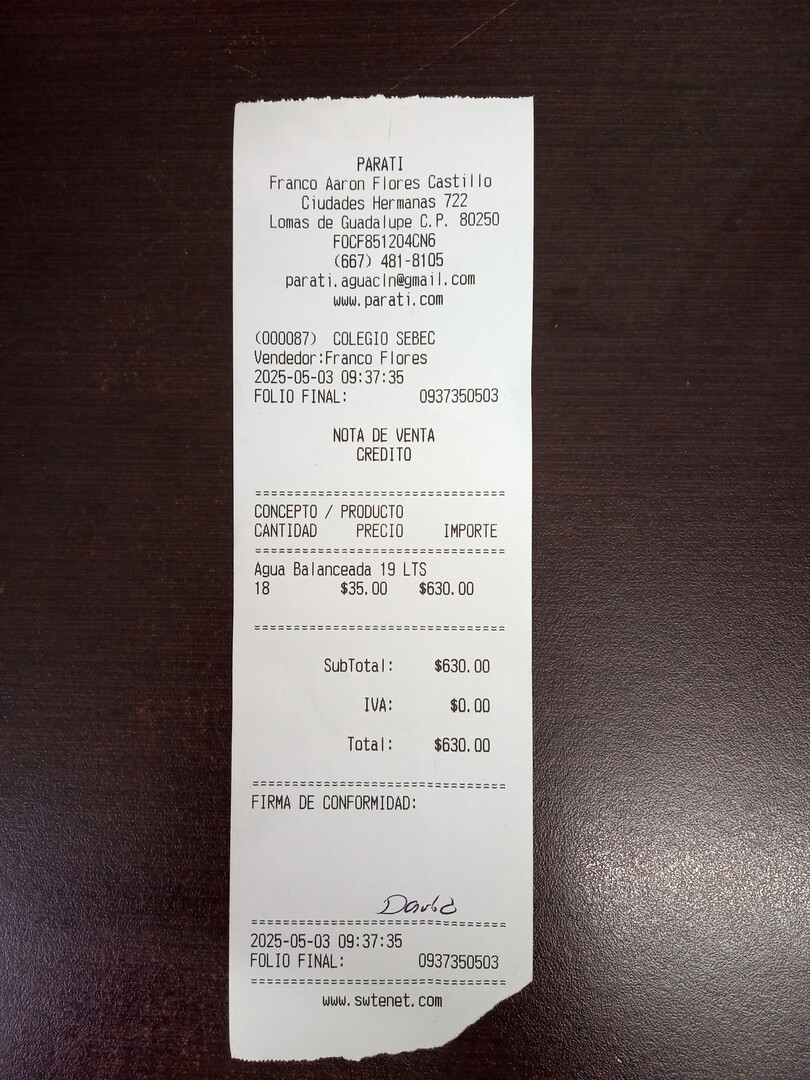 PARATI
Franco Aaron Flores Castillo
Ciudades Hermanas 722
Lomas de Guadalupe C.P. 80250
FOCF851204CN6
(667) 481-8105
parati.aguacln@gmail.com
www.parati.com
(000087) COLEGIO SEBEC
Vendedor:Franco Flores
2025-05-03 09:37:35
FOLIO FINAL: 0937350503
NOTA DE VENTA
CREDITO
================================
CONCEPTO / PRODUCTO
CANTIDAD PRECIO IMPORTE
================================
Agua Balanceada 19 LTS
18 $35.00 $630.00
================================
SubTotal: $630.00
IVA: $0.00
Total: $630.00
================================
FIRMA DE CONFORMIDAD:
David
================================
2025-05-03 09:37:35
FOLIO FINAL: 0937350503
================================
www.swtenet.com